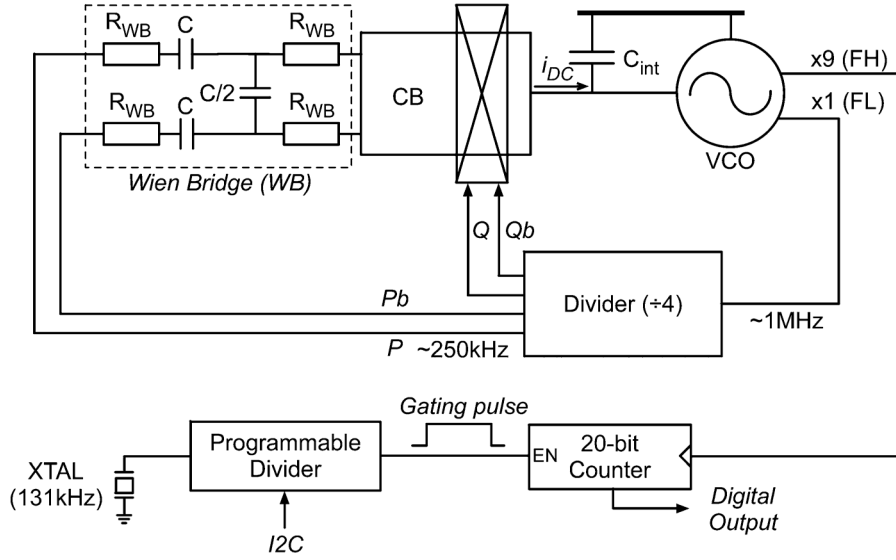 R_WB C R_WB
C/2
R_WB C R_WB
Wien Bridge (WB)
CB
i_DC
C_int
VCO
x9 (FH)
x1 (FL)
Q Qb
Divider (÷4)
~1MHz
Pb
P ~250kHz
XTAL
(131kHz)
Programmable
Divider
I2C
Gating pulse
EN
20-bit
Counter
Digital
Output